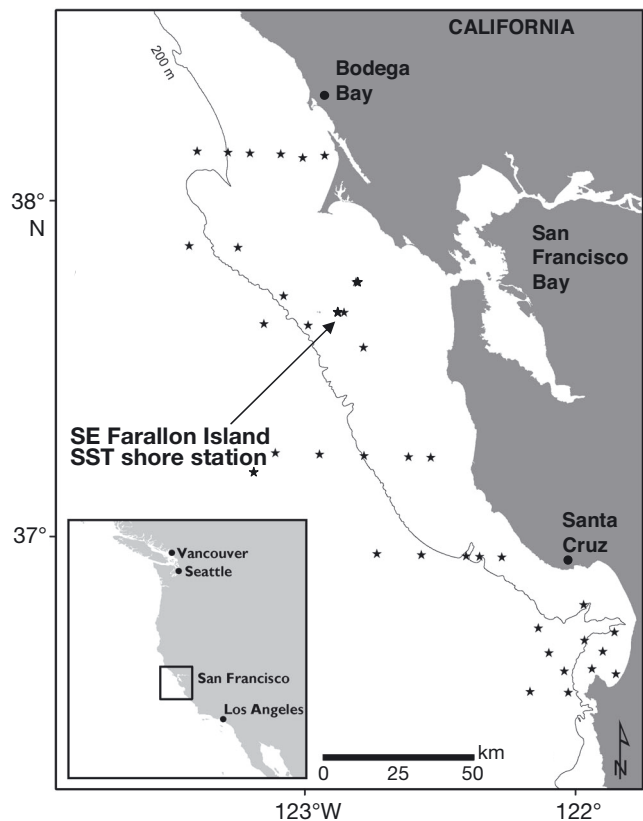 CALIFORNIA
200 m
Bodega
Bay
38°
N
San
Francisco
Bay
SE Farallon Island
SST shore station
37°
Santa
Cruz
Vancouver
Seattle
San Francisco
Los Angeles
km
0 25 50
N
123°W 122°